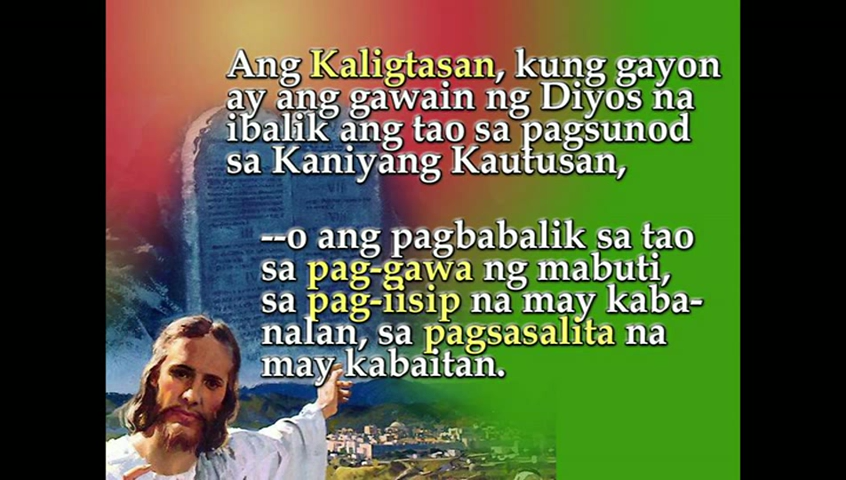 Ang Kaligtasan, kung gayon
ay ang gawain ng Diyos na
ibalik ang tao sa pagsunod
sa Kaniyang Kautusan,
--o ang pagbabalik sa tao
sa pag-gawa ng mabuti,
sa pag-iisip na may kaba-
nalan, sa pagsasalita na
may kabaitan.